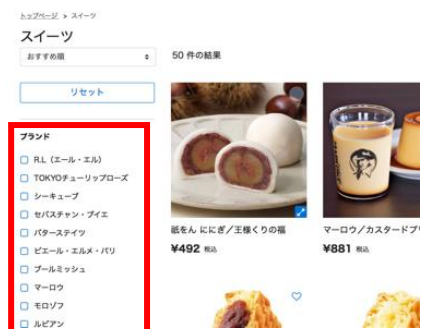 トップページ > スイーツ
スイーツ
おすすめ順
50 件の結果
リセット
ブランド
R.L（エール・エル）
TOKYOチューリップローズ
シーキューブ
セバスチャン・ブイエ
バターステイツ
ピエール・エルメ・パリ
ブールミッシュ
マーロウ
モロゾフ
ルビアン
祇をん ににぎ／王様くりの福
¥492 税込
マーロウ／カスタードプリ
¥881 税込